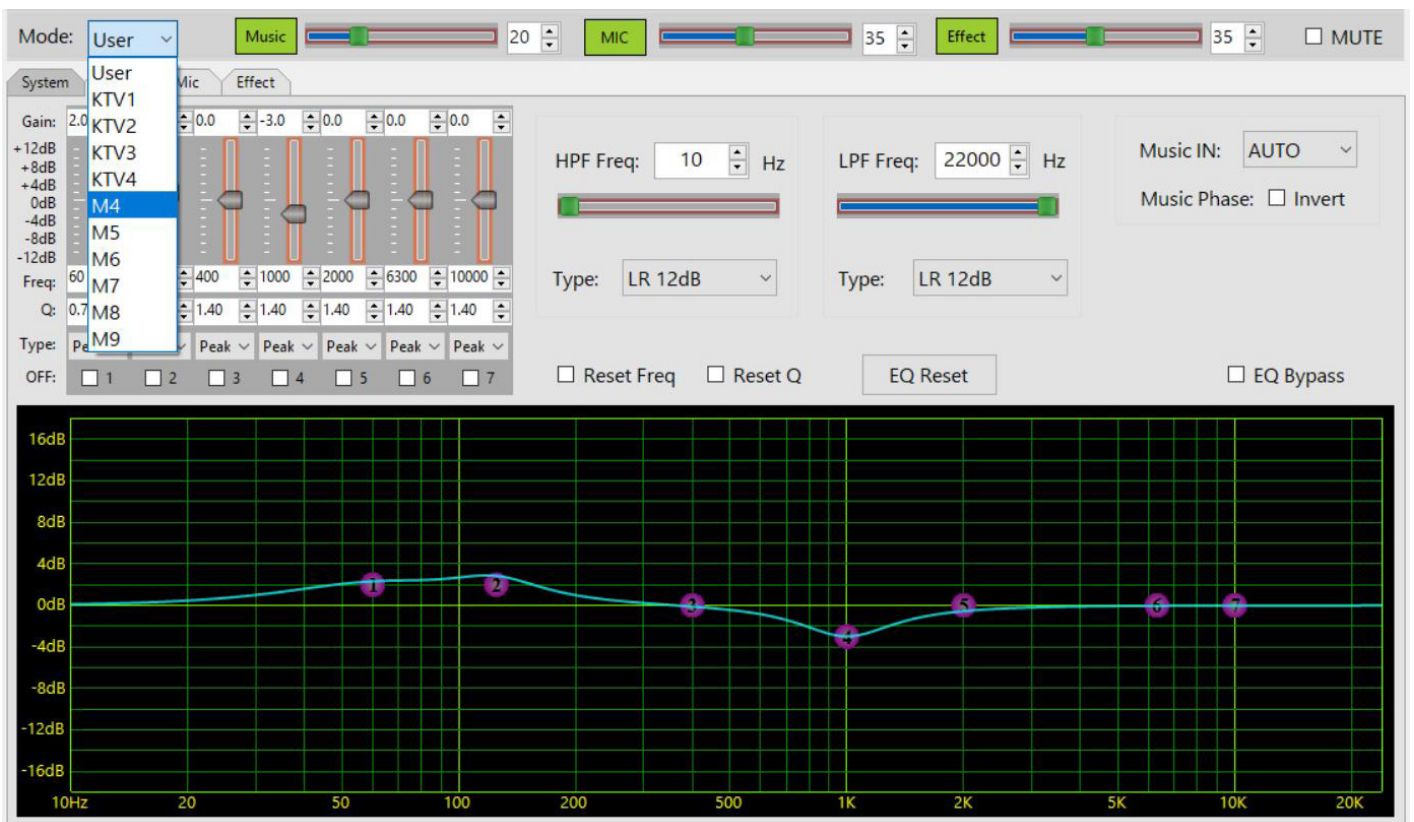 Mode: User Music 20 MIC 35 Effect 35 MUTE
User
KTV1
KTV2
KTV3
KTV4
M4
M5
M6
M7
M8
M9
System Mic Effect
Gain: 2.0 0.0 -3.0 0.0 0.0 0.0
+12dB
+8dB
+4dB
0dB
-4dB
-8dB
-12dB
Freq: 60 400 1000 2000 6300 10000
Q: 0.7 1.40 1.40 1.40 1.40 1.40
Type: Pe Peak Peak Peak Peak Peak
OFF: 1 2 3 4 5 6 7
HPF Freq: 10 Hz
Type: LR 12dB
LPF Freq: 22000 Hz
Type: LR 12dB
Music IN: AUTO
Music Phase: Invert
Reset Freq Reset Q EQ Reset EQ Bypass
16dB
12dB
8dB
4dB
0dB
-4dB
-8dB
-12dB
-16dB
1 2 3 4 5 6 7
10Hz 20 50 100 200 500 1K 2K 5K 10K 20K